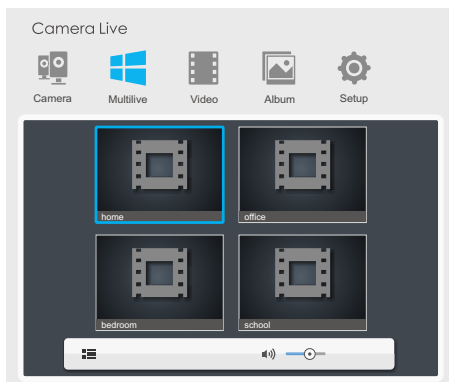 Camera Live
Camera Multilive Video Album Setup
home office
bedroom school